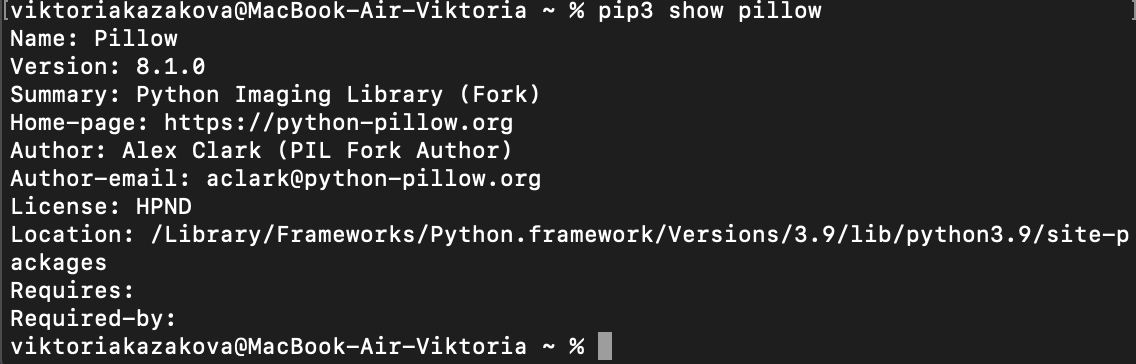 [viktoriakazakova@MacBook-Air-Viktoria ~ % pip3 show pillow ]
Name: Pillow
Version: 8.1.0
Summary: Python Imaging Library (Fork)
Home-page: https://python-pillow.org
Author: Alex Clark (PIL Fork Author)
Author-email: aclark@python-pillow.org
License: HPND
Location: /Library/Frameworks/Python.framework/Versions/3.9/lib/python3.9/site-p
ackages
Requires:
Required-by:
viktoriakazakova@MacBook-Air-Viktoria ~ %